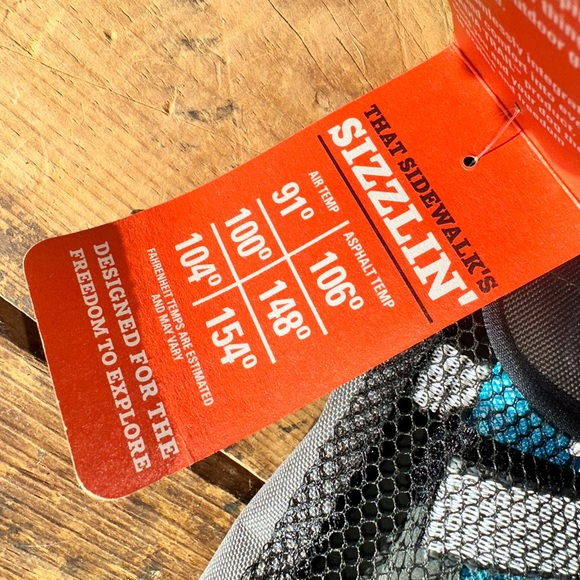 THAT SIDEWALK'S
SIZZLIN'
AIR TEMP ASPHALT TEMP
91° 106°
100° 148°
104° 154°
FAHRENHEIT TEMPS ARE ESTIMATED
AND MAY VARY
DESIGNED FOR THE
FREEDOM TO EXPLORE